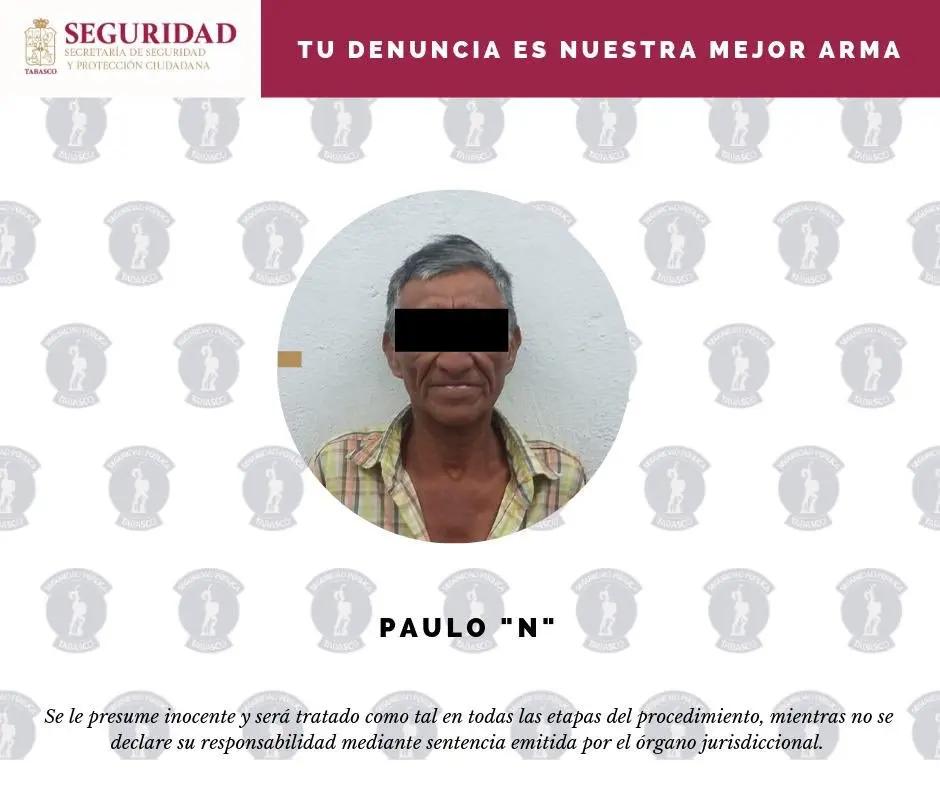 SEGURIDAD
SECRETARÍA DE SEGURIDAD
Y PROTECCIÓN CIUDADANA
TABASCO
TU DENUNCIA ES NUESTRA MEJOR ARMA
PAULO "N"
Se le presume inocente y será tratado como tal en todas las etapas del procedimiento, mientras no se
declare su responsabilidad mediante sentencia emitida por el órgano jurisdiccional.